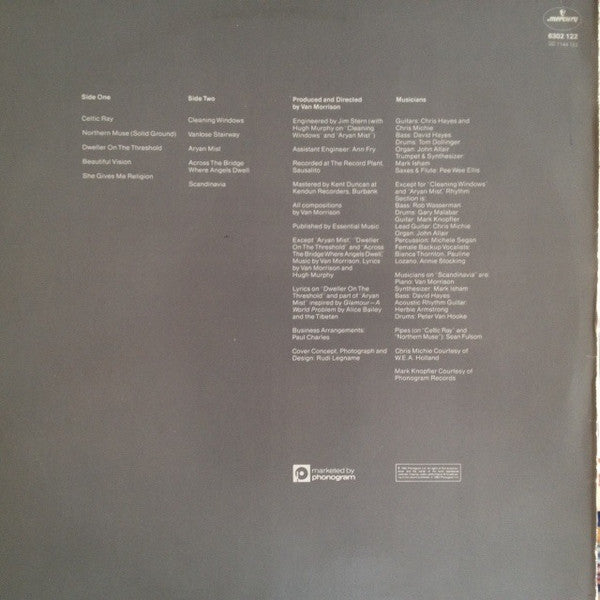 mercury
6302 122
Side One
Celtic Ray
Northern Muse (Solid Ground)
Dweller On The Threshold
Beautiful Vision
She Gives Me Religion
Side Two
Cleaning Windows
Vanlose Stairway
Aryan Mist
Across The Bridge
Where Angels Dwell
Scandinavia
Produced and Directed
by Van Morrison
Engineered by Jim Stern (with
Hugh Murphy on "Cleaning
Windows" and "Aryan Mist").
Assistant Engineer: Ann Fry
Recorded at The Record Plant,
Sausalito
Mastered by Kent Duncan at
Kendun Recorders, Burbank
All compositions
by Van Morrison
Published by Essential Music
Except "Aryan Mist," "Dweller
On The Threshold" and "Across
The Bridge Where Angels Dwell."
Music by Van Morrison. Lyrics
by Van Morrison and
Hugh Murphy
Lyrics on "Dweller On The
Threshold" and part of "Aryan
Mist" inspired by Glamour—A
World Problem by Alice Bailey
and the Tibetan
Business Arrangements:
Paul Charles
Cover Concept, Photograph and
Design: Rudi Legname
Musicians
Guitars: Chris Hayes and
Chris Michie
Bass: David Hayes
Drums: Tom Dollinger
Organ: John Allair
Trumpet & Synthesizer:
Mark Isham
Saxes & Flute: Pee Wee Ellis
Except for "Cleaning Windows"
and "Aryan Mist," Rhythm
Section is:
Bass: Rob Wasserman
Drums: Gary Malabar
Guitar: Mark Knopfler
Lead Guitar: Chris Michie
Organ: John Allair
Percussion: Michele Segan
Female Backup Vocalists:
Bianca Thornton, Pauline
Lozano, Annie Stocking
Musicians on "Scandinavia" are:
Piano: Van Morrison
Synthesizer: Mark Isham
Bass: David Hayes
Acoustic Rhythm Guitar:
Herbie Armstrong
Drums: Peter Van Hooke
Pipes (on "Celtic Ray" and
"Northern Muse"): Sean Fulsom
Chris Michie Courtesy of
W.E.A. Holland
Mark Knopfler Courtesy of
Phonogram Records
marketed by
phonogram